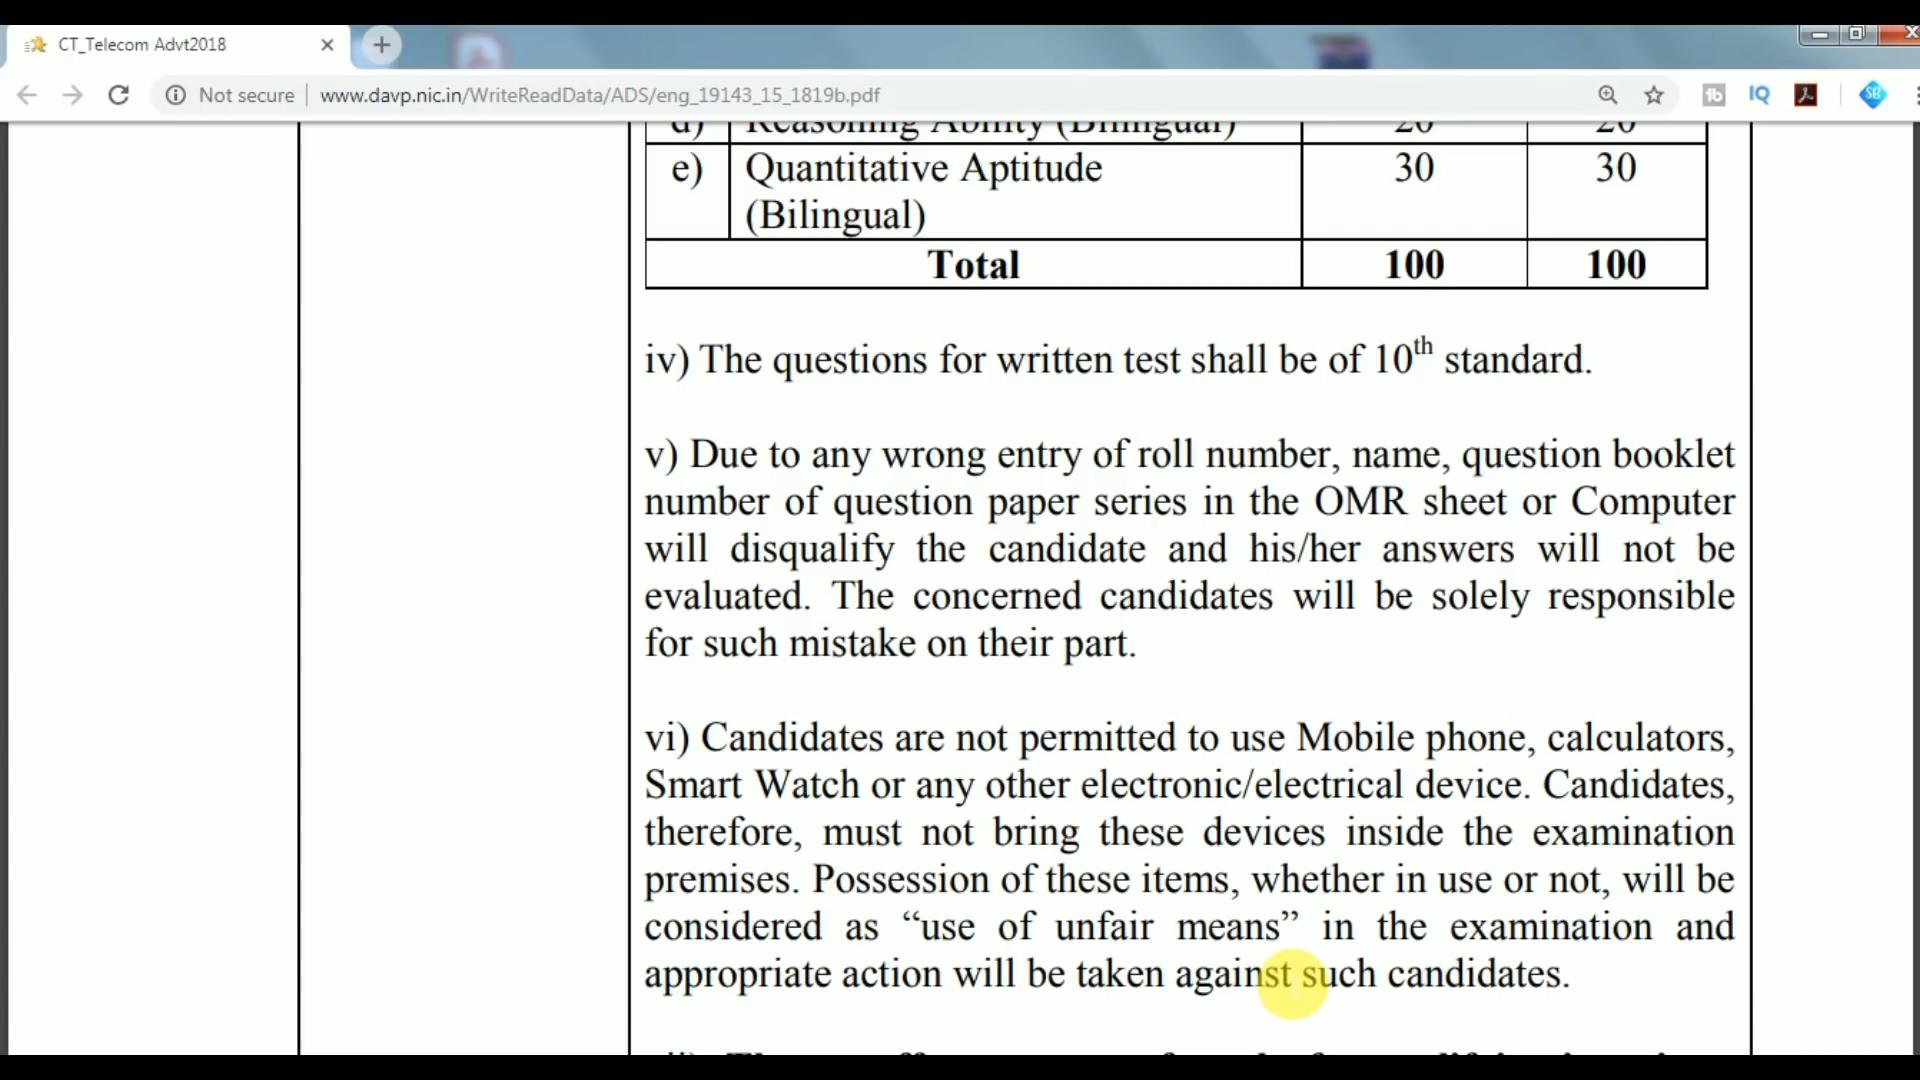 CT_Telecom Advt2018
Not secure | www.davp.nic.in/WriteReadData/ADS/eng_19143_15_1819b.pdf
d) Reasoning Ability (Bilingual) 20 20
e) Quantitative Aptitude 30 30
(Bilingual)
Total 100 100
iv) The questions for written test shall be of 10th standard.
v) Due to any wrong entry of roll number, name, question booklet
number of question paper series in the OMR sheet or Computer
will disqualify the candidate and his/her answers will not be
evaluated. The concerned candidates will be solely responsible
for such mistake on their part.
vi) Candidates are not permitted to use Mobile phone, calculators,
Smart Watch or any other electronic/electrical device. Candidates,
therefore, must not bring these devices inside the examination
premises. Possession of these items, whether in use or not, will be
considered as “use of unfair means” in the examination and
appropriate action will be taken against such candidates.